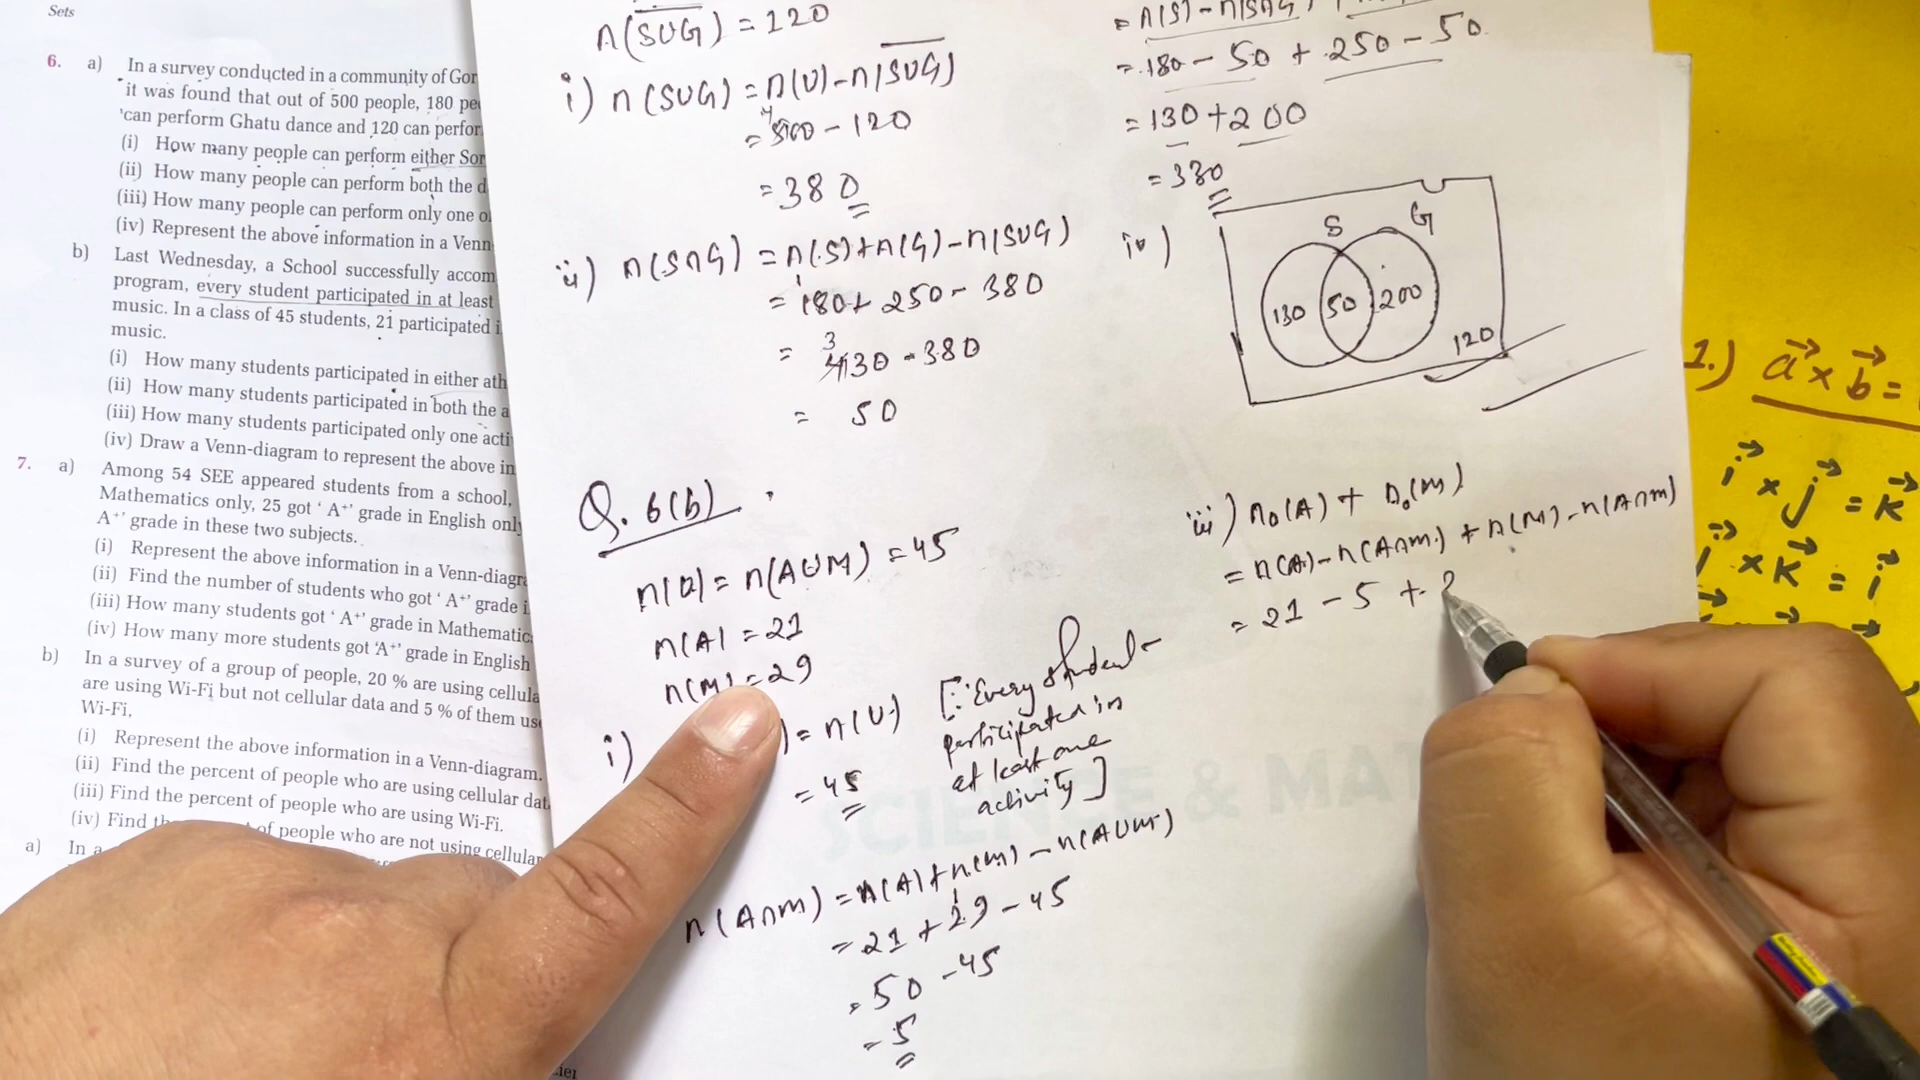 Sets
6. a) In a survey conducted in a community of Gor
it was found that out of 500 people, 180 pe
can perform Ghatu dance and 120 can perfor
(i) How many people can perform either Sor
(ii) How many people can perform both the d
(iii) How many people can perform only one o
(iv) Represent the above information in a Venn
b) Last Wednesday, a School successfully accom
program, every student participated in at least
music. In a class of 45 students, 21 participated i
music.
(i) How many students participated in either ath
(ii) How many students participated in both the a
(iii) How many students participated only one acti
(iv) Draw a Venn-diagram to represent the above in
7. a) Among 54 SEE appeared students from a school,
Mathematics only, 25 got ' A+' grade in English only
A+' grade in these two subjects.
(i) Represent the above information in a Venn-diagra
(ii) Find the number of students who got ' A+' grade i
(iii) How many students got ' A+' grade in Mathematic
(iv) How many more students got 'A+' grade in English
b) In a survey of a group of people, 20 % are using cellula
are using Wi-Fi but not cellular data and 5 % of them us
Wi-Fi,
(i) Represent the above information in a Venn-diagram.
(ii) Find the percent of people who are using cellular dat
(iii) Find the percent of people who are using Wi-Fi.
(iv) Find of people who are not using cellular
a) In a
n(S̅U̅G̅) = 120
i) n(SUG) = n(U) - n(S̅U̅G̅)
= 500 - 120
= 380
ii) n(S∩G) = n(S) + n(G) - n(SUG)
= 180 + 250 - 380
= 430 - 380
= 50
= n(S) - n(S∩G)
= 180 - 50 + 250 - 50
= 130 + 200
= 330
iv)
S G
130 50 200
120
Q. 6(b)
n(U) = n(AUM) = 45
n(A) = 21
n(M) = 29
i) ) = n(U)
= 45
[∵ Every student
participated in
at least one
activity]
n(A∩M) = n(A) + n(M) - n(AUM)
= 21 + 29 - 45
= 50 - 45
= 5
iii) n₀(A) + n₀(M)
= n(A) - n(A∩M) + n(M) - n(A∩M)
= 21 - 5 + 2
1.) a⃗ × b⃗ =
i⃗ × j⃗ = k⃗
× k⃗ = i⃗
SCIENCE & MAT